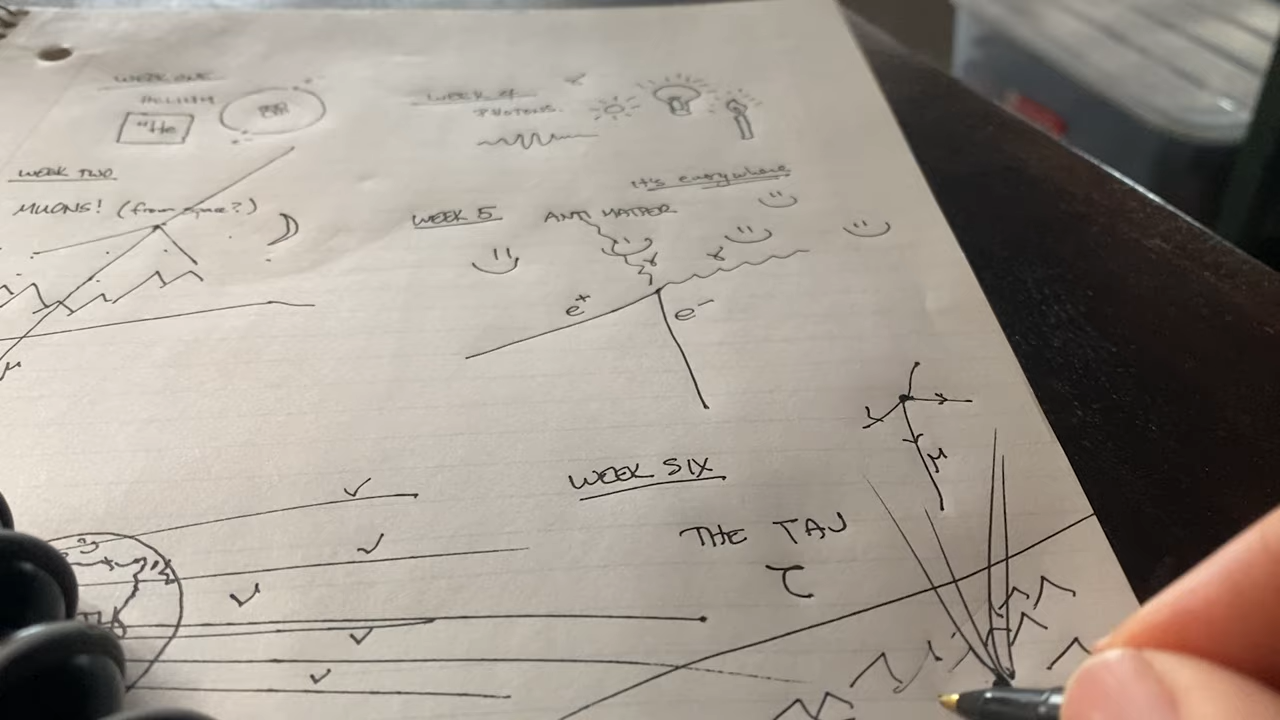 WEEK ONE
HELIUM
⁴He
WEEK TWO
MUONS! (from space?)
μ
WEEK 4
PHOTONS.
It's everywhere
WEEK 5 ANTI MATTER
γ γ
e⁺ e⁻
WEEK SIX
THE TAU
τ
μ